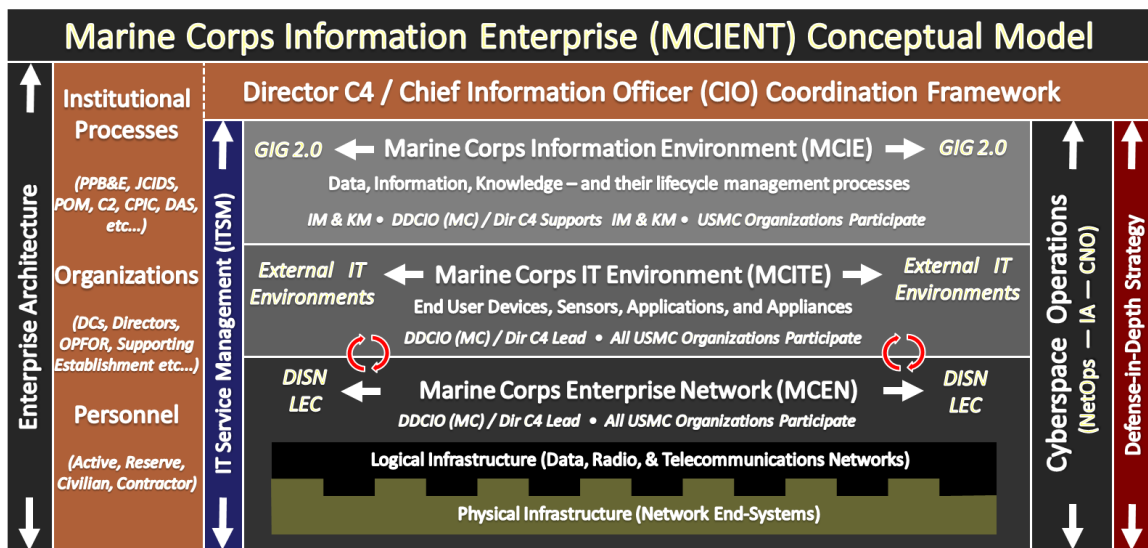 Marine Corps Information Enterprise (MCIENT) Conceptual Model
Enterprise Architecture
Institutional
Processes
(PPB&E, JCIDS,
POM, C2, CPIC, DAS,
etc...)
Organizations
(DCs, Directors,
OPFOR, Supporting
Establishment etc...)
Personnel
(Active, Reserve,
Civilian, Contractor)
Director C4 / Chief Information Officer (CIO) Coordination Framework
IT Service Management (ITSM)
GIG 2.0
Marine Corps Information Environment (MCIE)
GIG 2.0
Data, Information, Knowledge – and their lifecycle management processes
IM & KM • DDCIO (MC) / Dir C4 Supports IM & KM • USMC Organizations Participate
External IT
Environments
Marine Corps IT Environment (MCITE)
External IT
Environments
End User Devices, Sensors, Applications, and Appliances
DDCIO (MC) / Dir C4 Lead • All USMC Organizations Participate
DISN
LEC
Marine Corps Enterprise Network (MCEN)
DISN
LEC
DDCIO (MC) / Dir C4 Lead • All USMC Organizations Participate
Logical Infrastructure (Data, Radio, & Telecommunications Networks)
Physical Infrastructure (Network End-Systems)
Cyberspace Operations
(NetOps — IA — CNO)
Defense-in-Depth Strategy